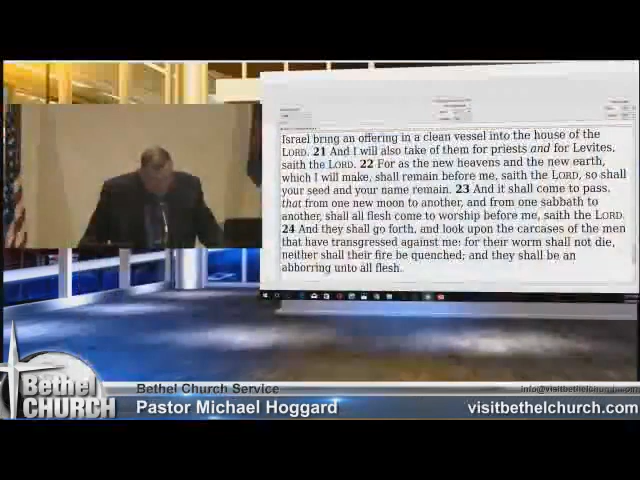 Israel bring an offering in a clean vessel into the house of the
LORD. 21 And I will also take of them for priests and for Levites,
saith the LORD. 22 For as the new heavens and the new earth,
which I will make, shall remain before me, saith the LORD, so shall
your seed and your name remain. 23 And it shall come to pass,
that from one new moon to another, and from one sabbath to
another, shall all flesh come to worship before me, saith the LORD.
24 And they shall go forth, and look upon the carcases of the men
that have transgressed against me: for their worm shall not die,
neither shall their fire be quenched; and they shall be an
abhorring unto all flesh.
Bethel
CHURCH
Bethel Church Service
Pastor Michael Hoggard
visitbethelchurch.com